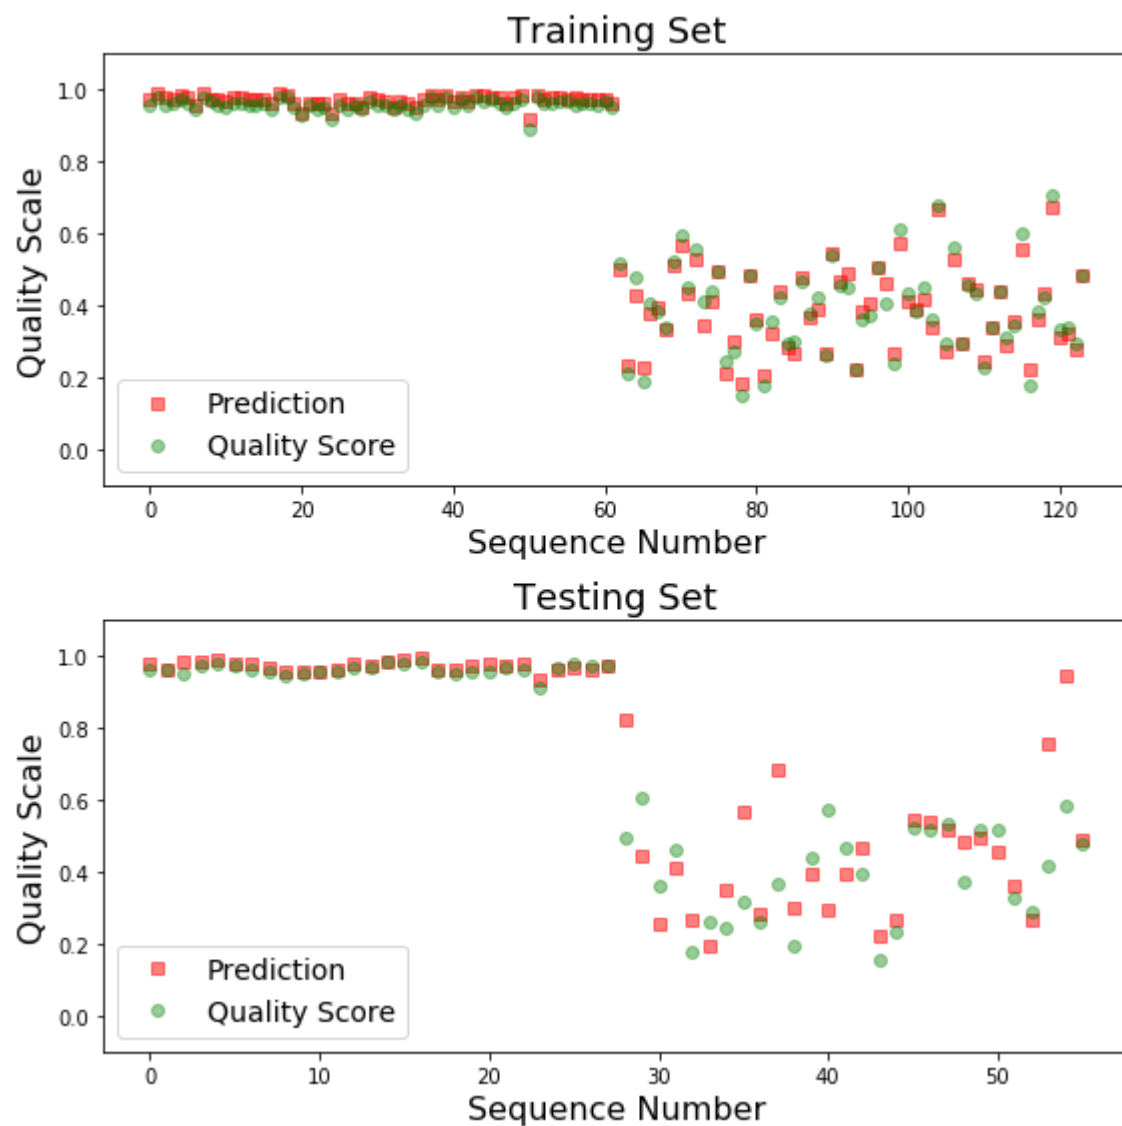 Training Set
Quality Scale
1.0
0.8
0.6
0.4
0.2
0.0
Prediction
Quality Score
0 20 40 60 80 100 120
Sequence Number
Testing Set
Quality Scale
1.0
0.8
0.6
0.4
0.2
0.0
Prediction
Quality Score
0 10 20 30 40 50
Sequence Number